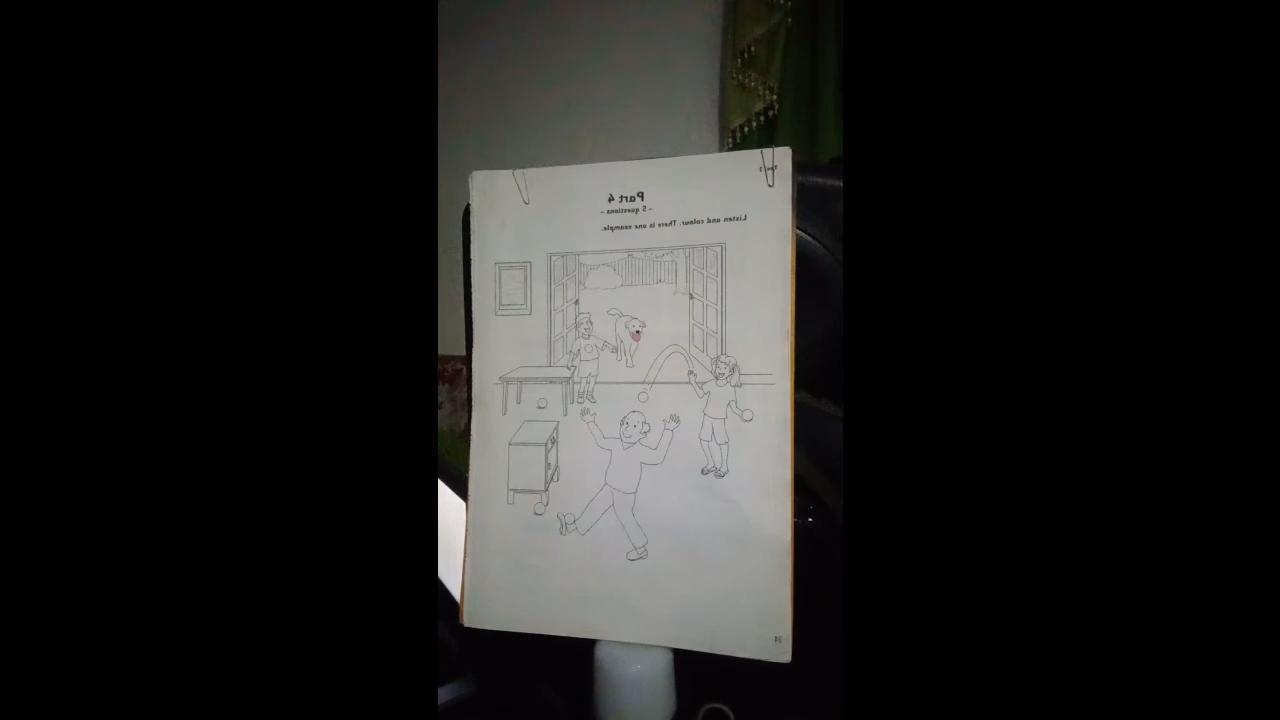 Part 4
– 5 questions –
Listen and colour. There is one example.